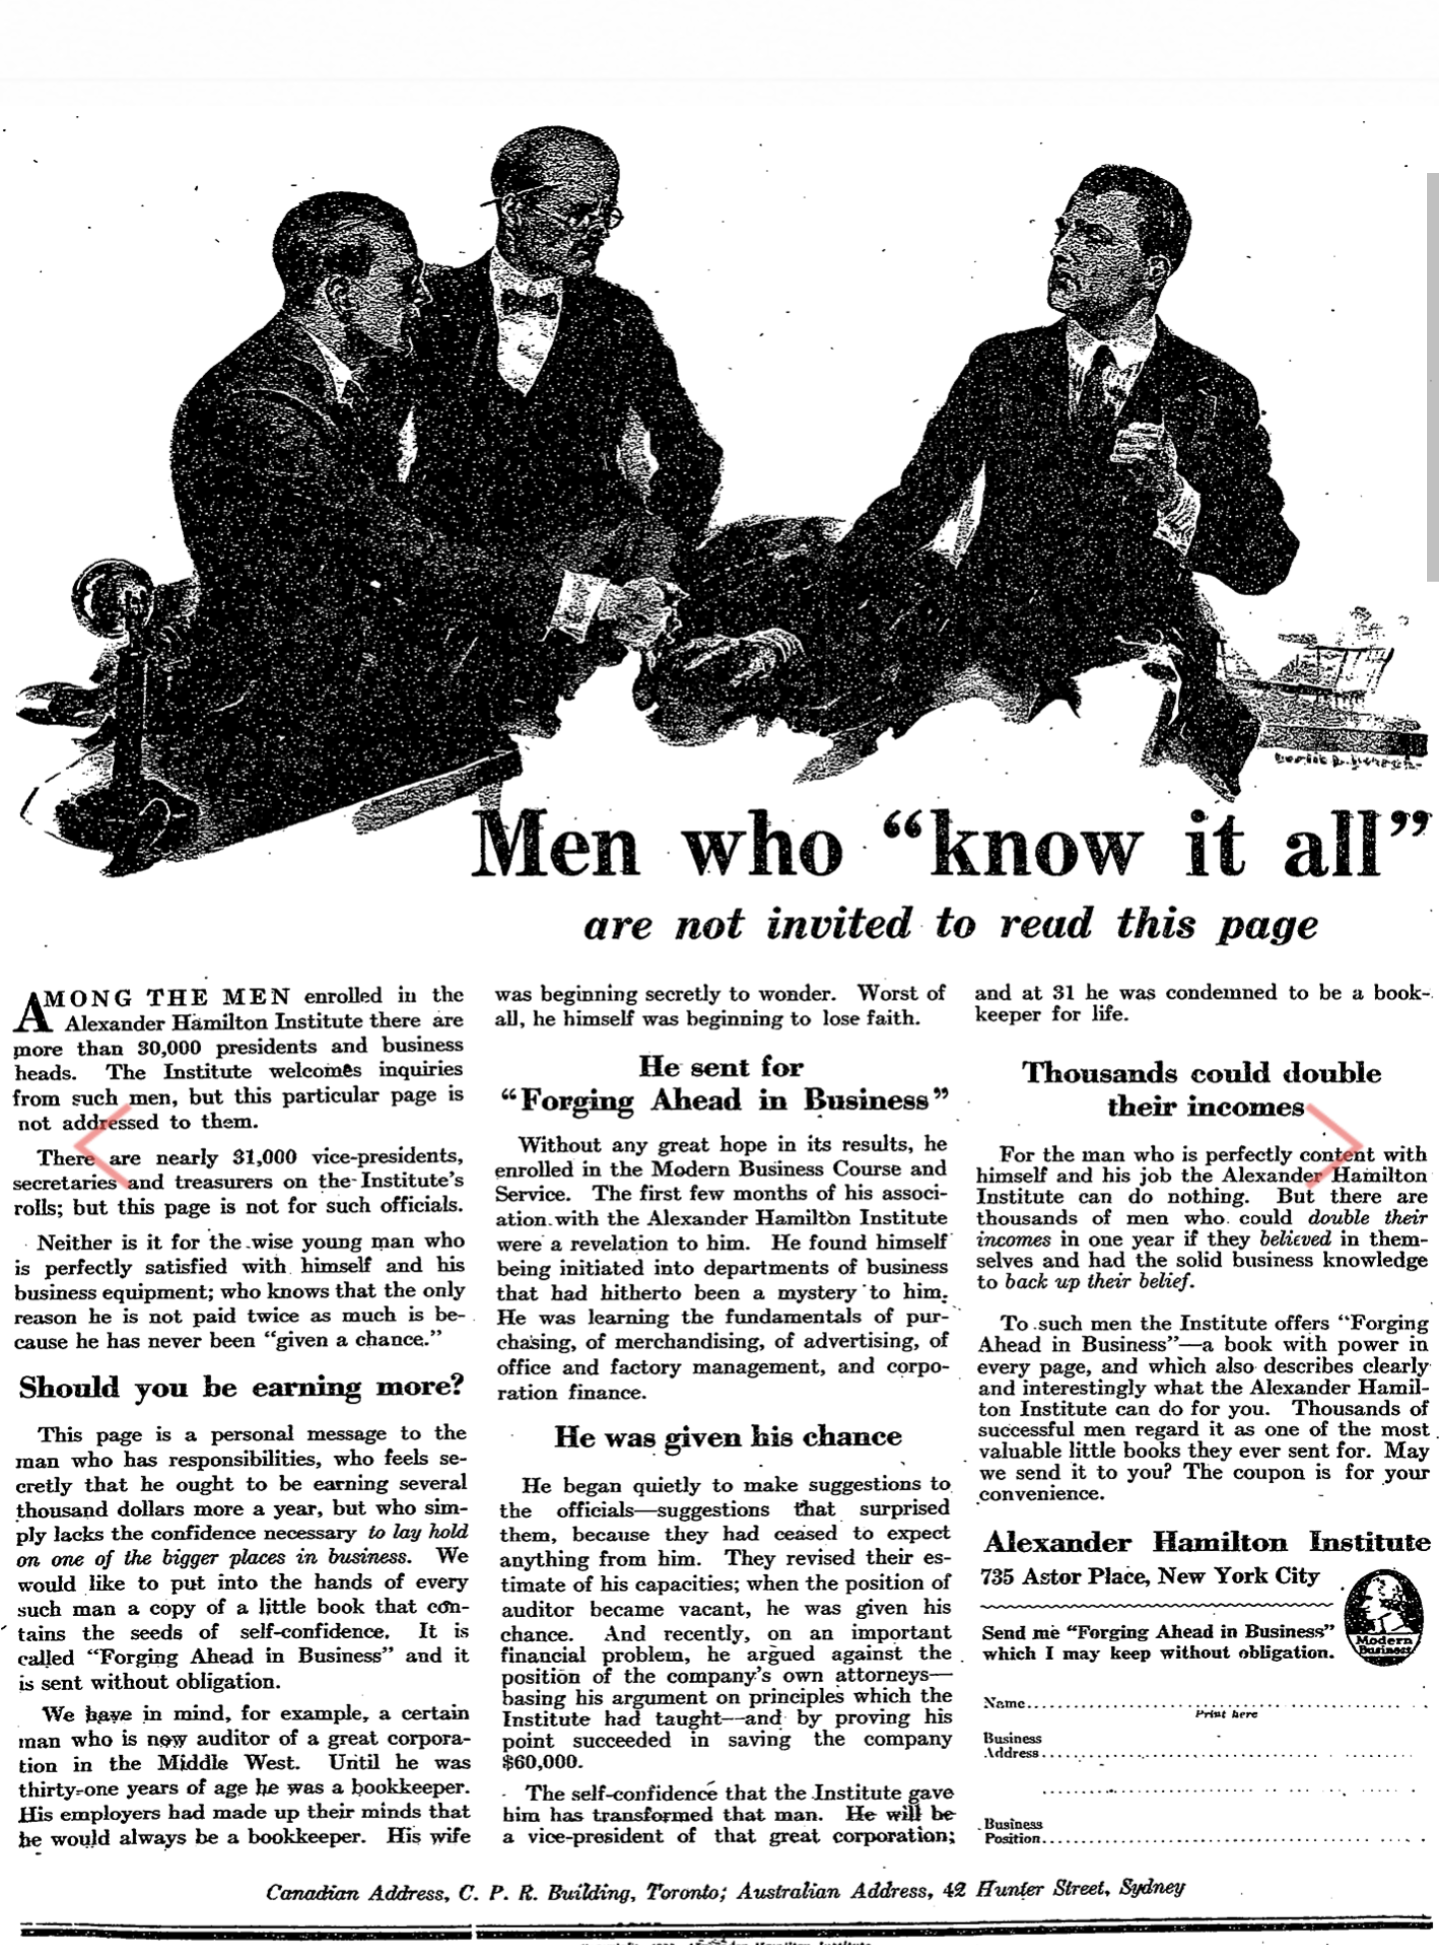 Men who “know it all”
are not invited to read this page
AMONG THE MEN enrolled in the
Alexander Hamilton Institute there are
more than 30,000 presidents and business
heads. The Institute welcomes inquiries
from such men, but this particular page is
not addressed to them.
There are nearly 31,000 vice-presidents,
secretaries and treasurers on the Institute’s
rolls; but this page is not for such officials.
Neither is it for the wise young man who
is perfectly satisfied with himself and his
business equipment; who knows that the only
reason he is not paid twice as much is be-
cause he has never been “given a chance.”
Should you be earning more?
This page is a personal message to the
man who has responsibilities, who feels se-
cretly that he ought to be earning several
thousand dollars more a year, but who sim-
ply lacks the confidence necessary to lay hold
on one of the bigger places in business. We
would like to put into the hands of every
such man a copy of a little book that con-
tains the seeds of self-confidence. It is
called “Forging Ahead in Business” and it
is sent without obligation.
We have in mind, for example, a certain
man who is now auditor of a great corpora-
tion in the Middle West. Until he was
thirty-one years of age he was a bookkeeper.
His employers had made up their minds that
he would always be a bookkeeper. His wife
was beginning secretly to wonder. Worst of
all, he himself was beginning to lose faith.
He sent for
“Forging Ahead in Business”
Without any great hope in its results, he
enrolled in the Modern Business Course and
Service. The first few months of his associ-
ation with the Alexander Hamilton Institute
were a revelation to him. He found himself
being initiated into departments of business
that had hitherto been a mystery to him.
He was learning the fundamentals of pur-
chasing, of merchandising, of advertising, of
office and factory management, and corpo-
ration finance.
He was given his chance
He began quietly to make suggestions to
the officials—suggestions that surprised
them, because they had ceased to expect
anything from him. They revised their es-
timate of his capacities; when the position of
auditor became vacant, he was given his
chance. And recently, on an important
financial problem, he argued against the
position of the company’s own attorneys—
basing his argument on principles which the
Institute had taught—and by proving his
point succeeded in saving the company
$60,000.
The self-confidence that the Institute gave
him has transformed that man. He will be
a vice-president of that great corporation;
and at 31 he was condemned to be a book-
keeper for life.
Thousands could double
their incomes
For the man who is perfectly content with
himself and his job the Alexander Hamilton
Institute can do nothing. But there are
thousands of men who could double their
incomes in one year if they believed in them-
selves and had the solid business knowledge
to back up their belief.
To such men the Institute offers “Forging
Ahead in Business”—a book with power in
every page, and which also describes clearly
and interestingly what the Alexander Hamil-
ton Institute can do for you. Thousands of
successful men regard it as one of the most
valuable little books they ever sent for. May
we send it to you? The coupon is for your
convenience.
Alexander Hamilton Institute
735 Astor Place, New York City
Send me “Forging Ahead in Business”
which I may keep without obligation.
Modern
Business
Name
Print here
Business
Address
Business
Position
Canadian Address, C. P. R. Building, Toronto; Australian Address, 42 Hunter Street, Sydney